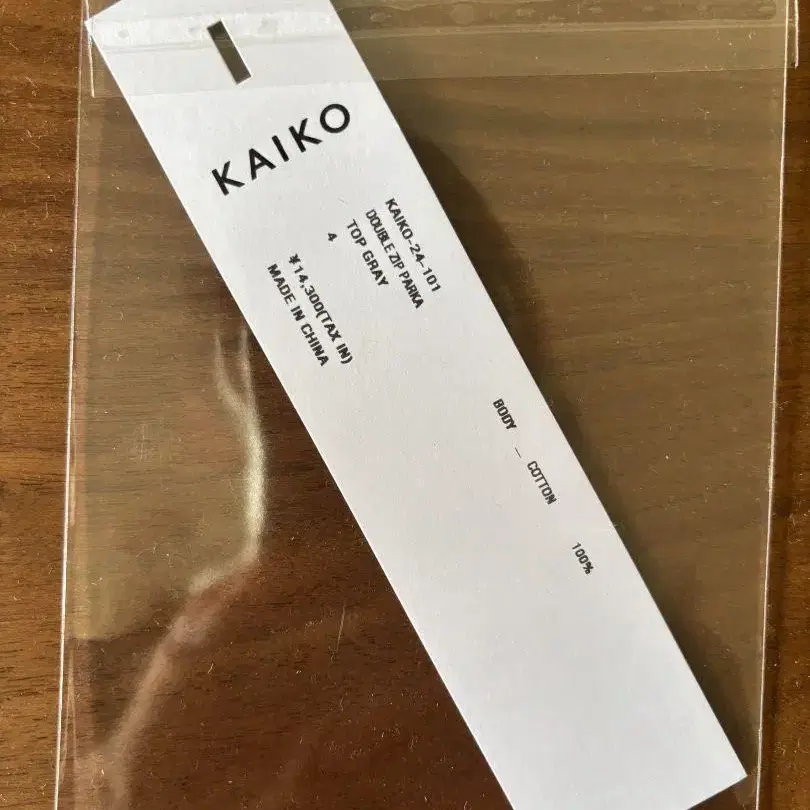 KAIKO
KAIKO-24-101
DOUBLE ZIP PARKA
TOP GRAY
4
¥14,300(TAX IN)
MADE IN CHINA
BODY – COTTON 100%